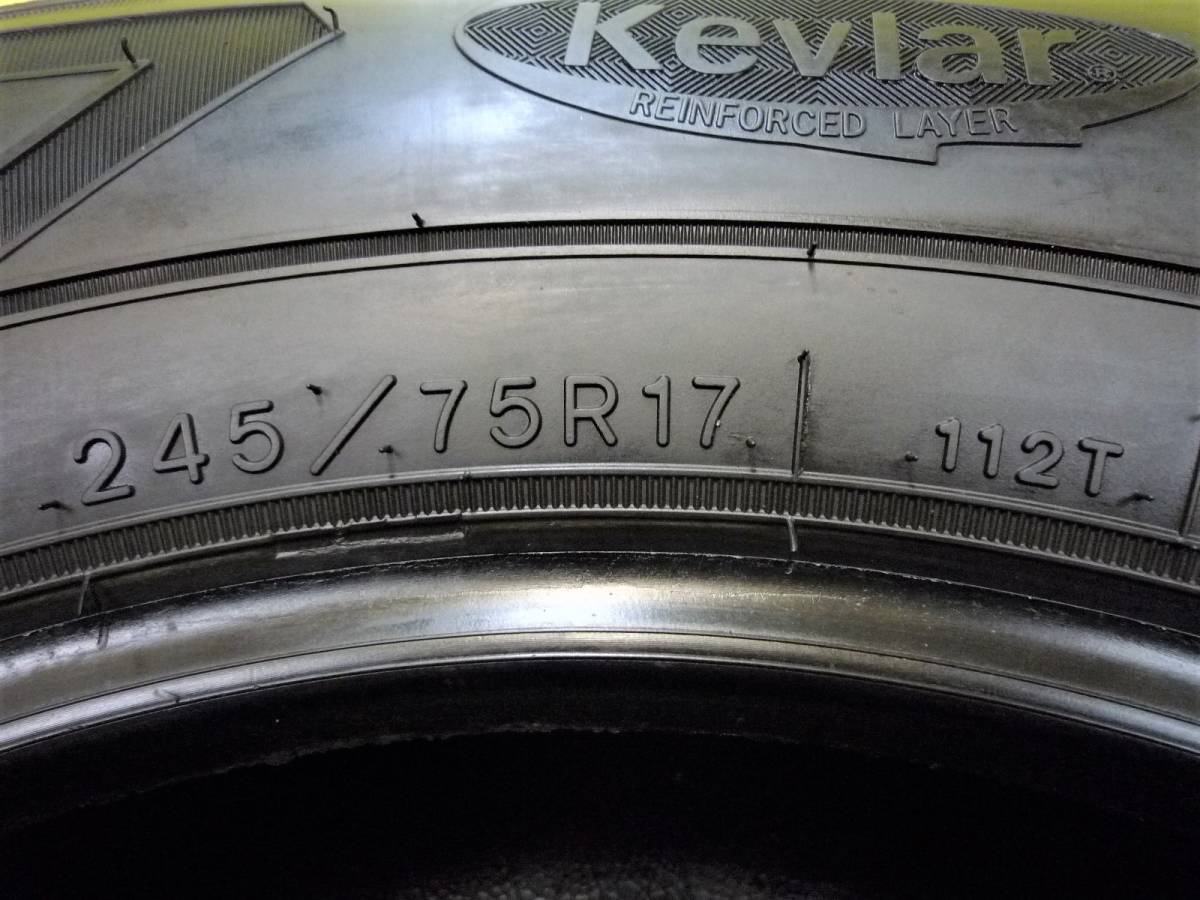 Kevlar®
REINFORCED LAYER
245/75R17 112T